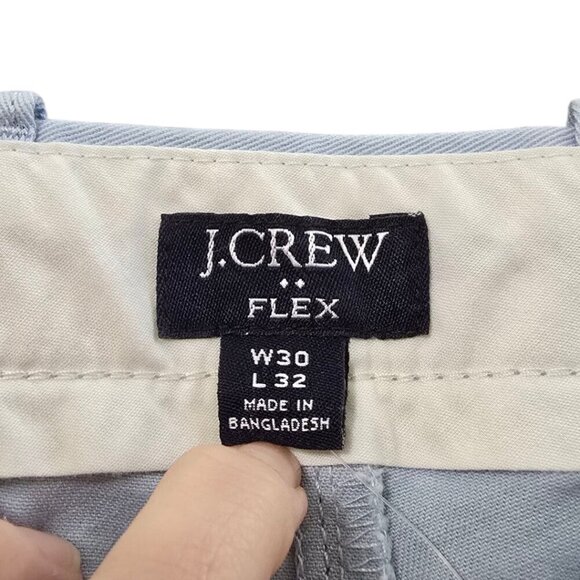 J.CREW
FLEX
W30
L 32
MADE IN
BANGLADESH